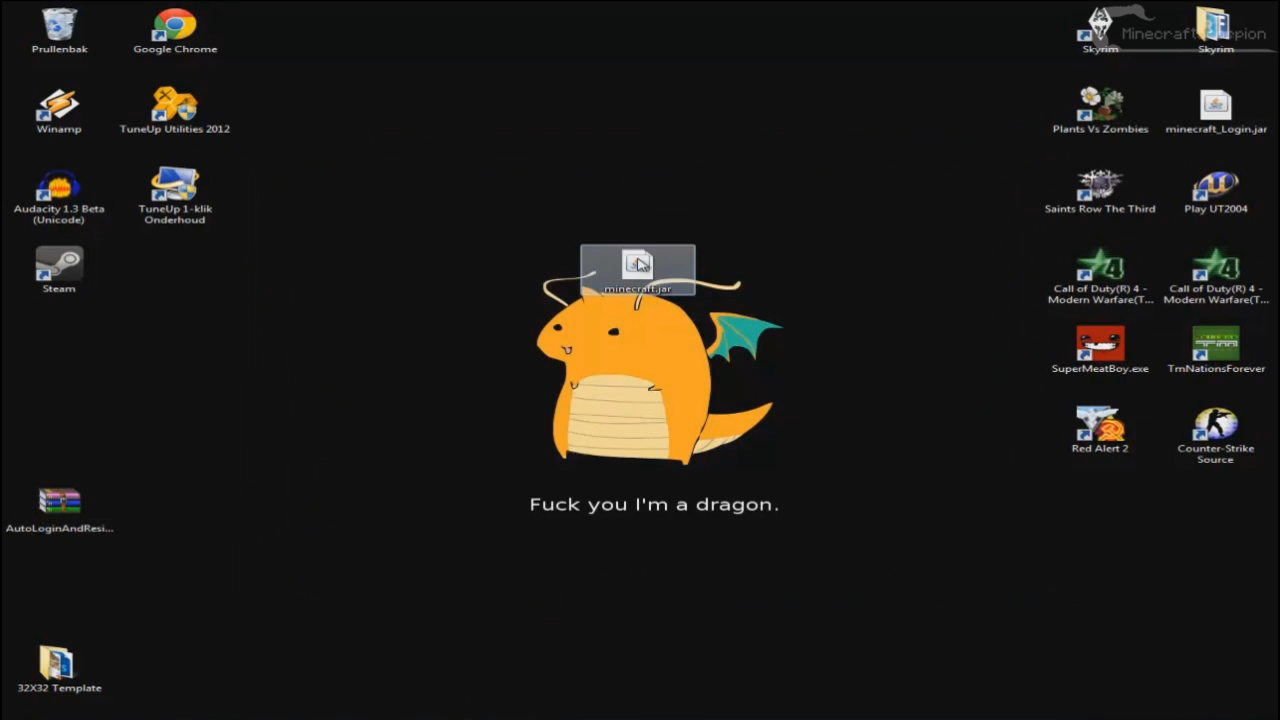 Prullenbak
Google Chrome
Skyrim
Skyrim
Winamp
TuneUp Utilities 2012
Plants Vs Zombies
minecraft_Login.jar
Audacity 1.3 Beta
(Unicode)
TuneUp 1-klik
Onderhoud
Saints Row The Third
Play UT2004
Steam
minecraft.jar
Call of Duty(R) 4 -
Modern Warfare(T...
Call of Duty(R) 4 -
Modern Warfare(T...
SuperMeatBoy.exe
TmNationsForever
Red Alert 2
Counter-Strike
Source
Fuck you I'm a dragon.
AutoLoginAndResi...
32X32 Template